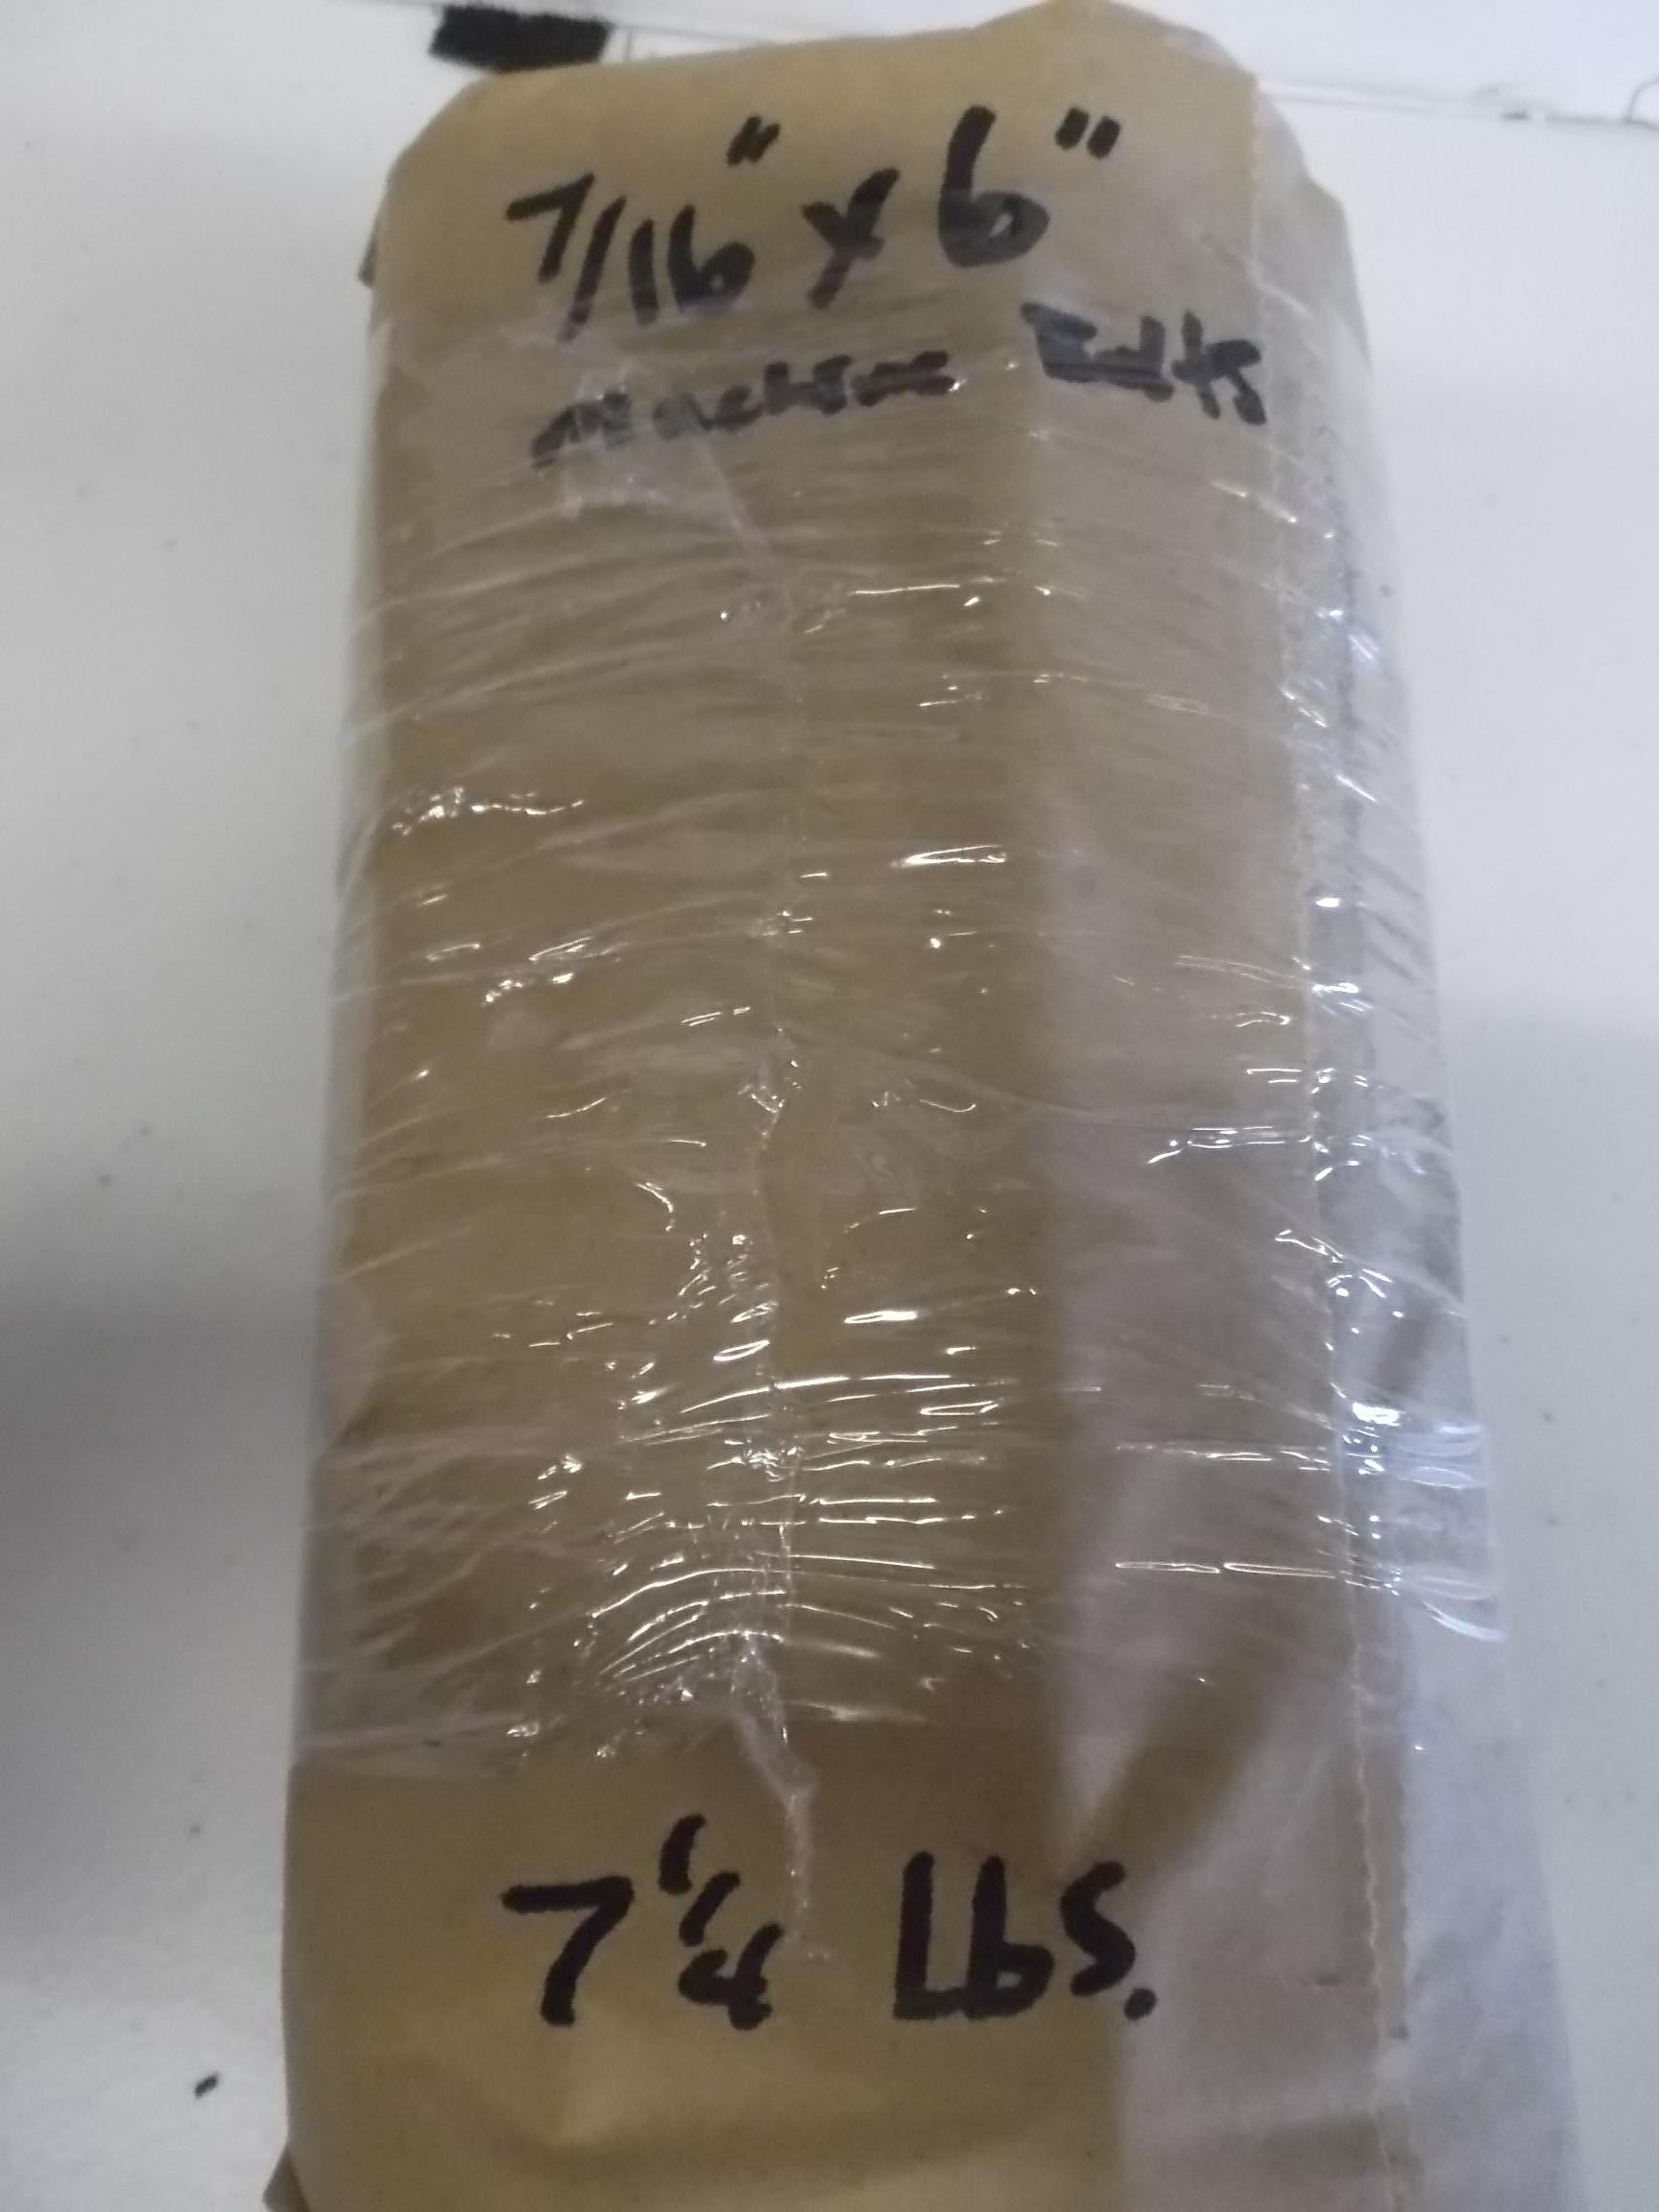 7/16" x 6"
Machine Bolts
7 1/4 Lbs.